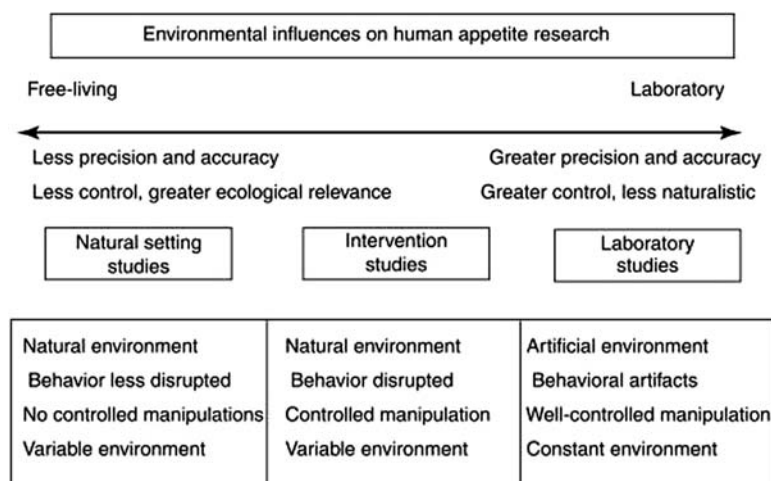 Environmental influences on human appetite research
Free-living
Laboratory
Less precision and accuracy
Greater precision and accuracy
Less control, greater ecological relevance
Greater control, less naturalistic
Natural setting
studies
Intervention
studies
Laboratory
studies
Natural environment
Behavior less disrupted
No controlled manipulations
Variable environment
Natural environment
Behavior disrupted
Controlled manipulation
Variable environment
Artificial environment
Behavioral artifacts
Well-controlled manipulation
Constant environment